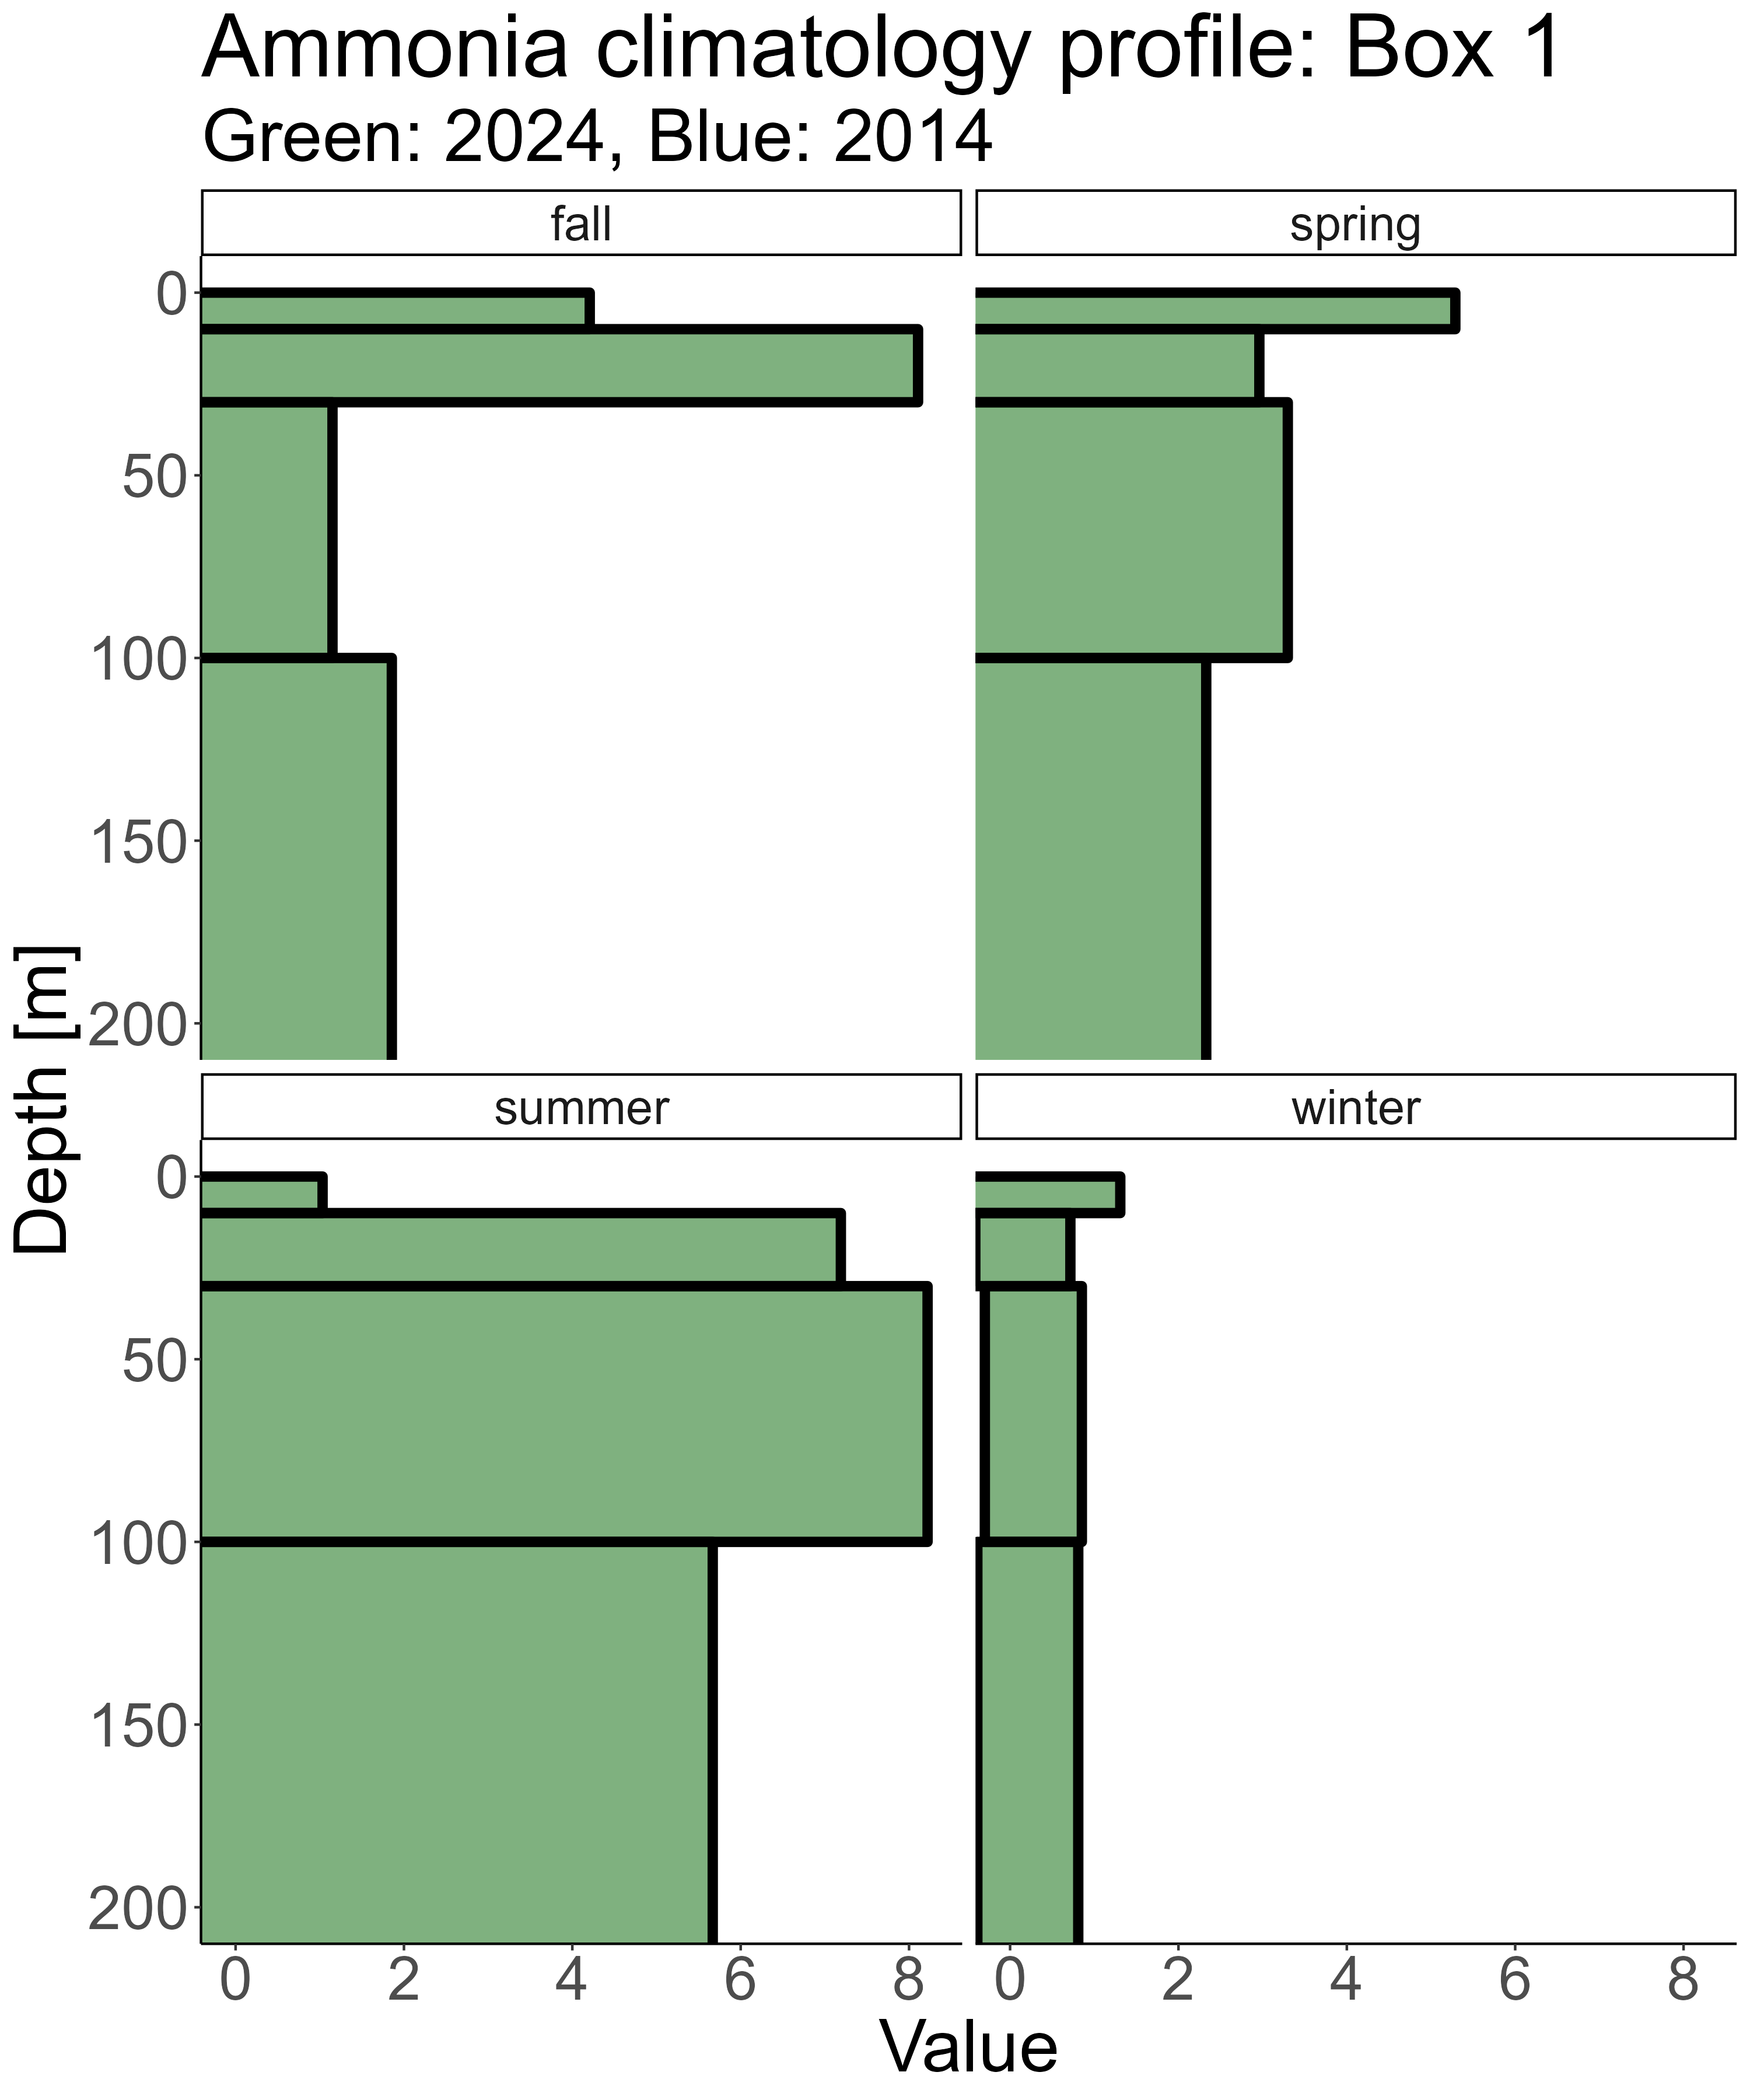 Ammonia climatology profile: Box 1
Green: 2024, Blue: 2014
fall
spring
0
50
100
150
200
summer
winter
0
50
100
150
200
Depth [m]
0 2 4 6 8
0 2 4 6 8
Value